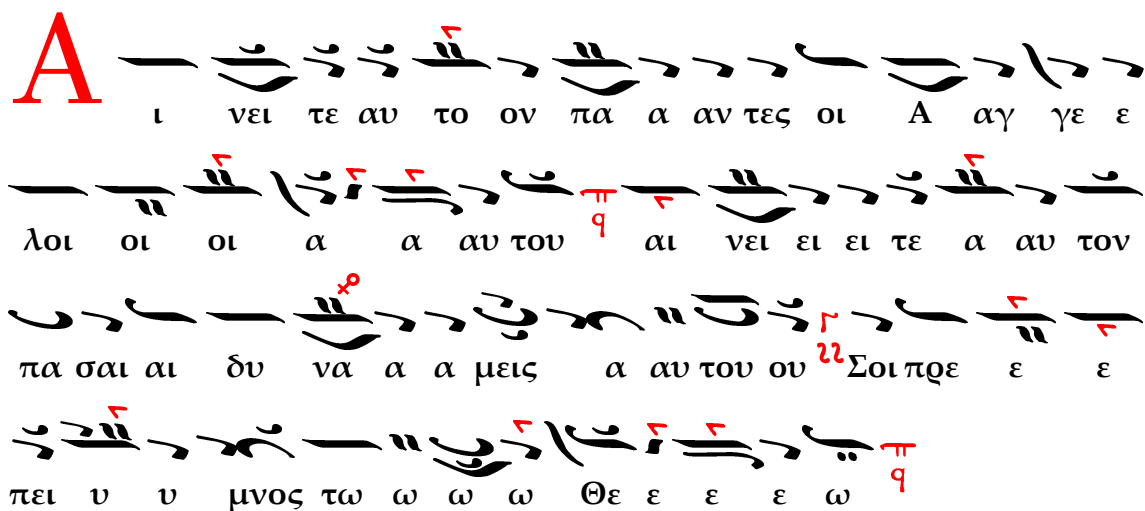 Α ι νει τε αυ το ον πα α αν τες οι Α αγ γε ε
λοι οι οι α α αυ του αι νει ει ει τε α αυ τον
πα σαι αι δυ να α α μεις α αυ του ου Σοι πρε ε ε
πει υ υ μνος τω ω ω ω Θε ε ε ε ω